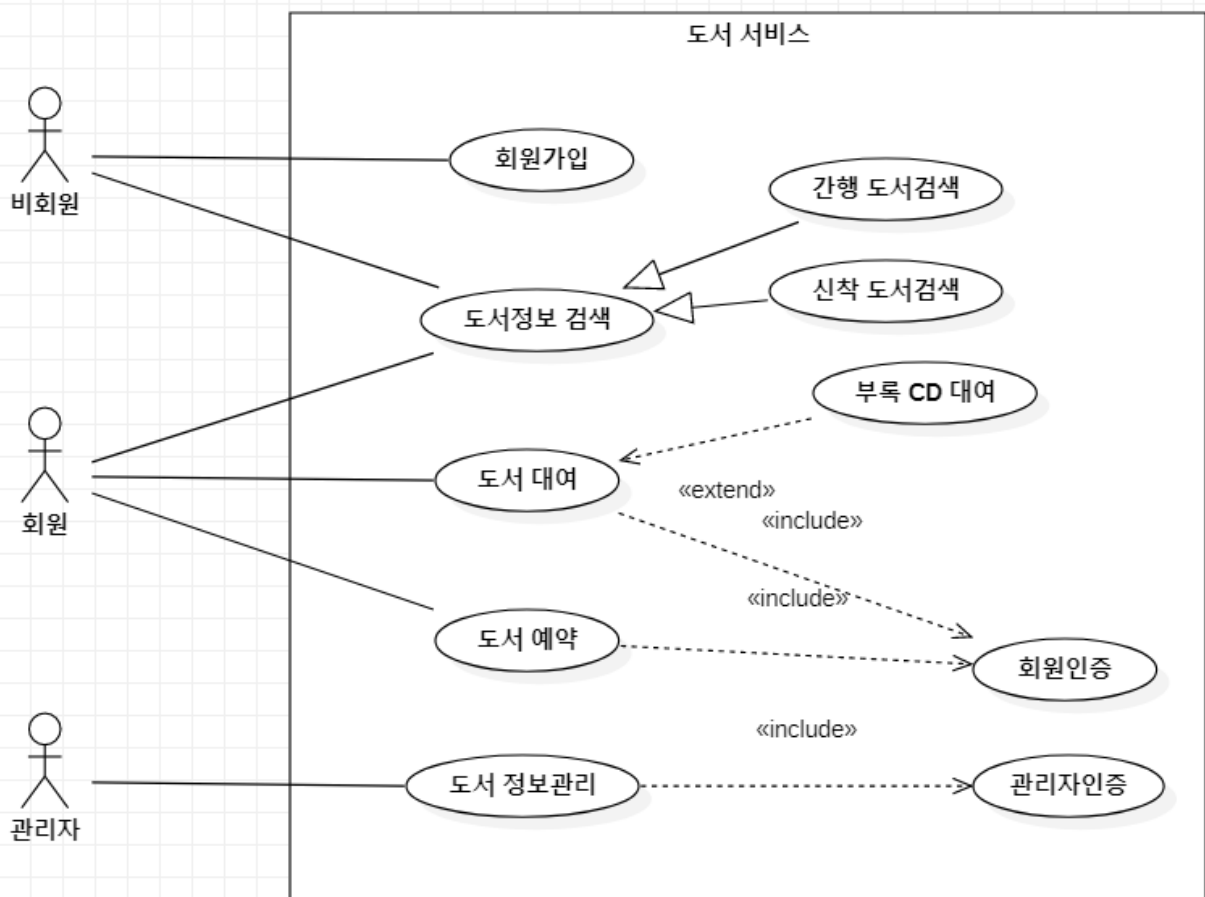 도서 서비스
비회원
회원가입
간행 도서검색
신착 도서검색
도서정보 검색
부록 CD 대여
회원
도서 대여
«extend»
«include»
«include»
도서 예약
회원인증
«include»
관리자
도서 정보관리
관리자인증